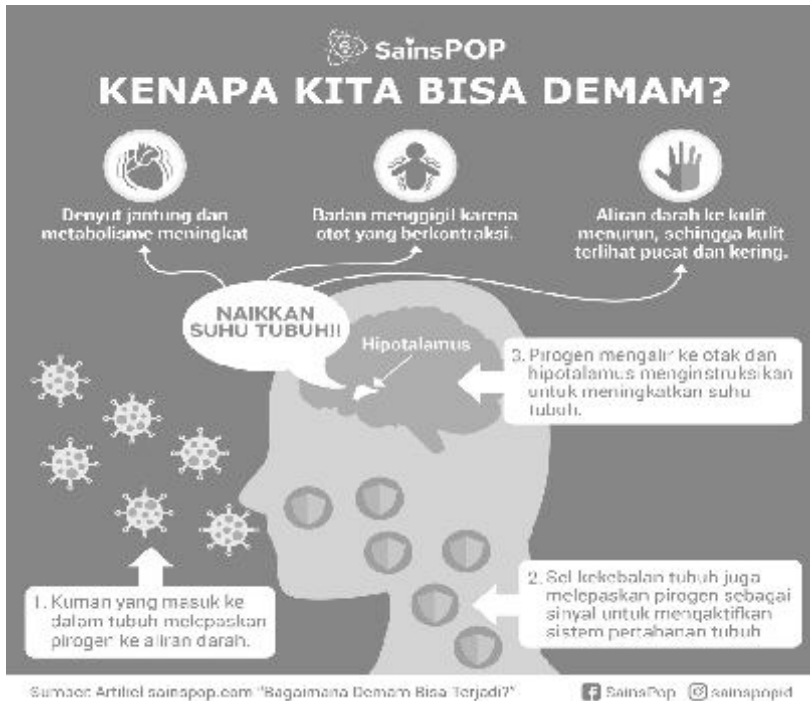 SainsPOP
KENAPA KITA BISA DEMAM?
Denyut jantung dan
metabolisme meningkat
Badan menggigil karena
otot yang berkontraksi.
Aliran darah ke kulit
menurun, sehingga kulit
terlihat pucat dan kering.
NAIKKAN
SUHU TUBUH!!
Hipotalamus
3. Pirogen mengalir ke otak dan
hipotalamus menginstruksikan
untuk meningkatkan suhu
tubuh.
1. Kuman yang masuk ke
dalam tubuh melepaskan
pirogen ke aliran darah.
2. Sel kekebalan tubuh juga
melepaskan pirogen sebagai
sinyal untuk mengaktifkan
sistem pertahanan tubuh
Sumber: Artikel sainspop.com "Bagaimana Demam Bisa Terjadi?"
SainsPop
sainspopid